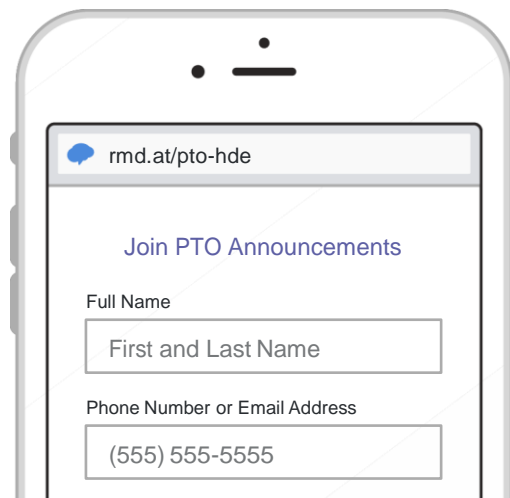 rmd.at/pto-hde
Join PTO Announcements
Full Name
First and Last Name
Phone Number or Email Address
(555) 555-5555